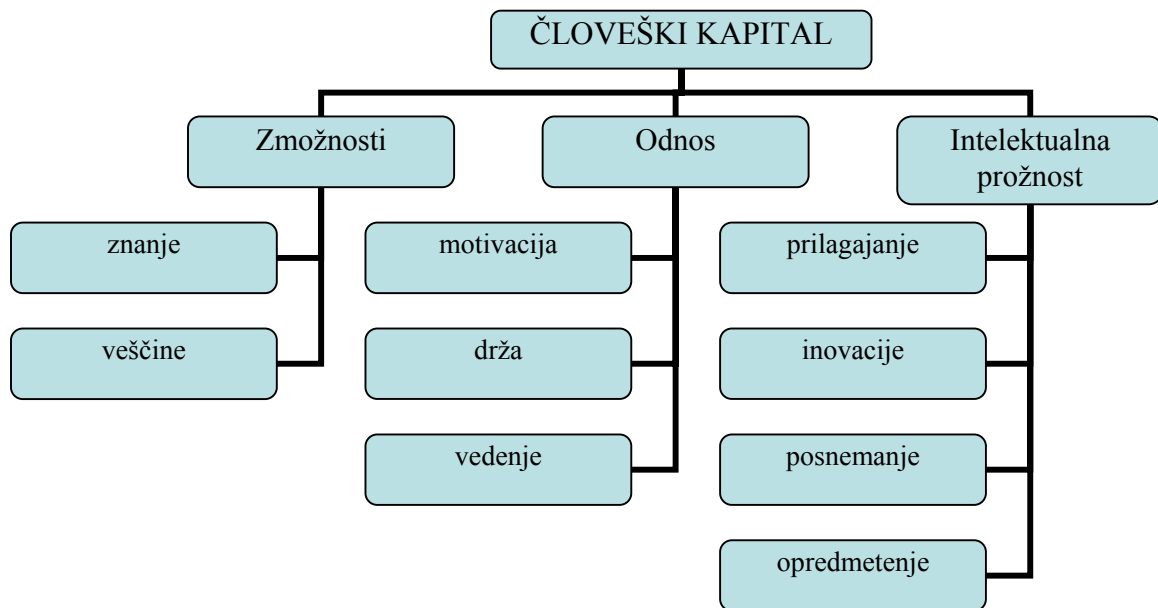 ČLOVEŠKI KAPITAL
Zmožnosti
Odnos
Intelektualna
prožnost
znanje
motivacija
prilagajanje
veščine
drža
inovacije
vedenje
posnemanje
opredmetenje